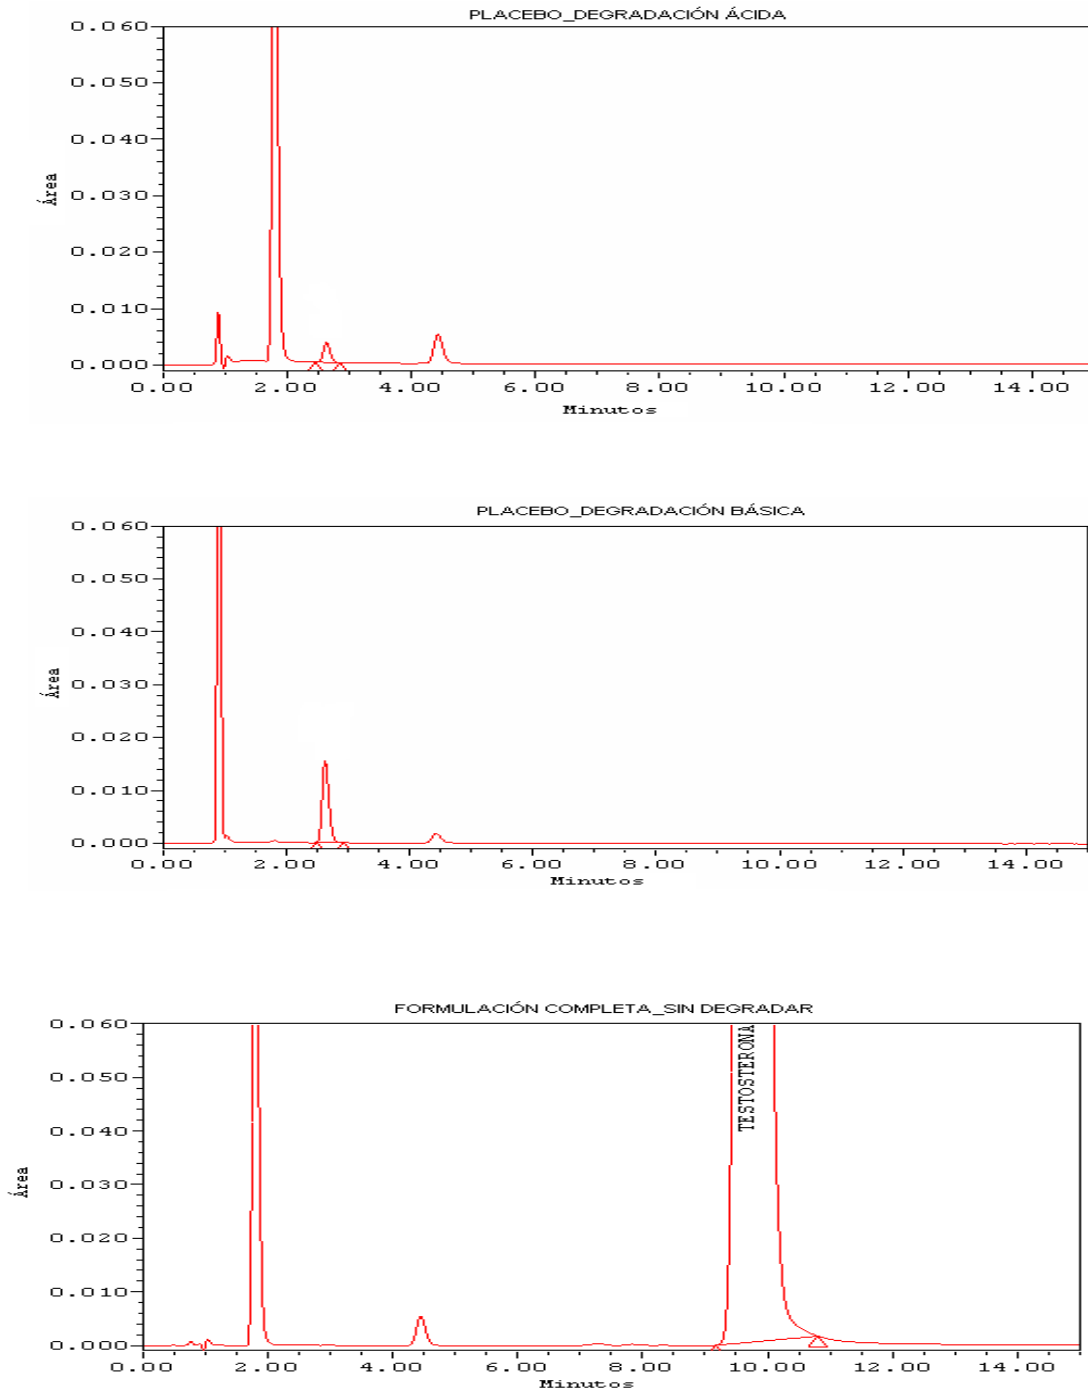 PLACEBO_DEGRADACIÓN ÁCIDA
0.060
0.050
0.040
0.030
0.020
0.010
0.000
Área
0.00 2.00 4.00 6.00 8.00 10.00 12.00 14.00
Minutos
PLACEBO_DEGRADACIÓN BÁSICA
0.060
0.050
0.040
0.030
0.020
0.010
0.000
Área
0.00 2.00 4.00 6.00 8.00 10.00 12.00 14.00
Minutos
FORMULACIÓN COMPLETA_SIN DEGRADAR
0.060
0.050
0.040
0.030
0.020
0.010
0.000
Área
TESTOSTERONA
0.00 2.00 4.00 6.00 8.00 10.00 12.00 14.00
Minutos